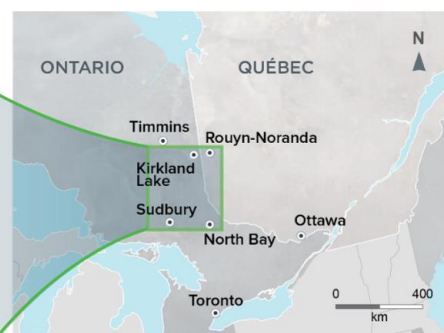 N
ONTARIO
QUÉBEC
Timmins
Rouyn-Noranda
Kirkland
Lake
Sudbury
North Bay
Ottawa
Toronto
0 400
km